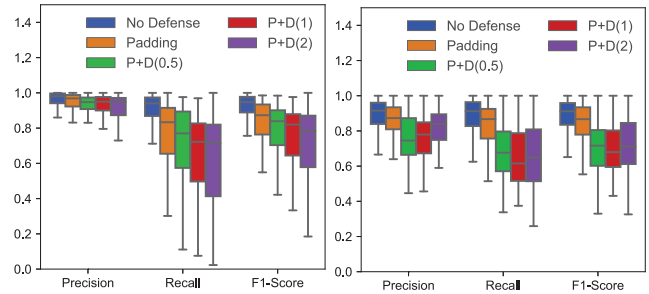 1.4
1.2
1.0
0.8
0.6
0.4
0.2
0.0
No Defense
Padding
P+D(0.5)
P+D(1)
P+D(2)
Precision
Recall
F1-Score
1.4
1.2
1.0
0.8
0.6
0.4
0.2
0.0
No Defense
Padding
P+D(0.5)
P+D(1)
P+D(2)
Precision
Recall
F1-Score